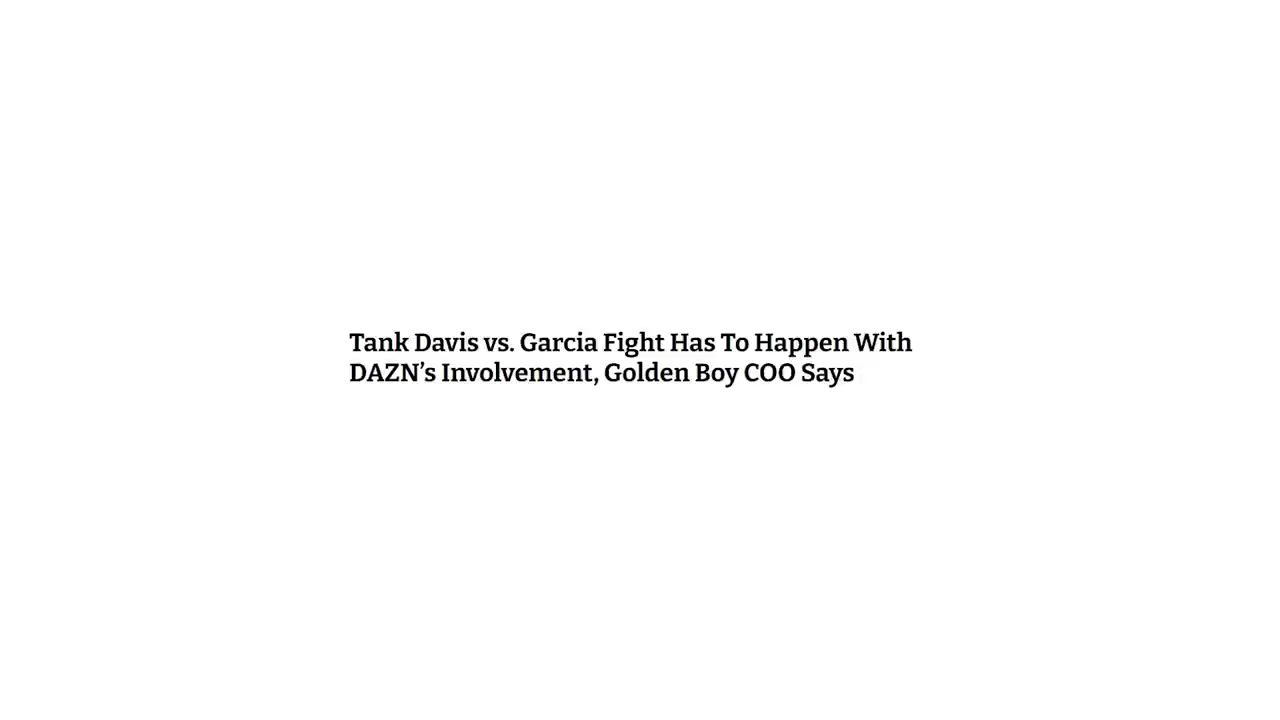 Tank Davis vs. Garcia Fight Has To Happen With
DAZN’s Involvement, Golden Boy COO Says